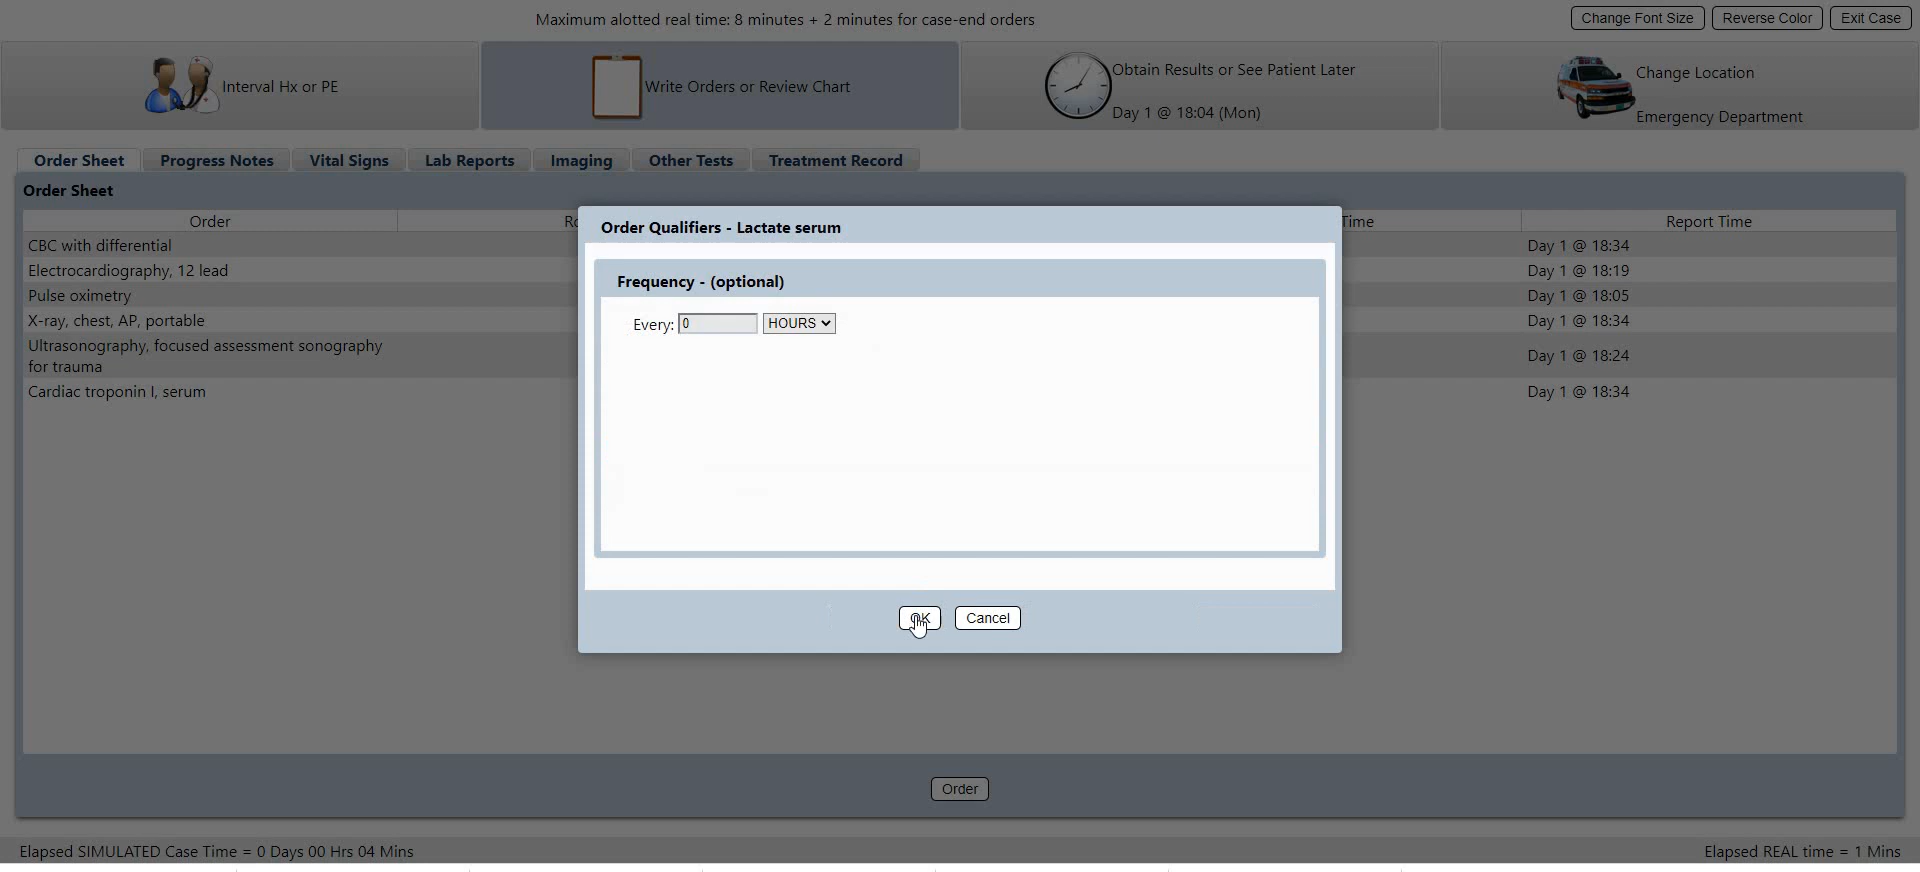 Maximum alotted real time: 8 minutes + 2 minutes for case-end orders
Change Font Size
Reverse Color
Exit Case
Interval Hx or PE
Write Orders or Review Chart
Obtain Results or See Patient Later
Day 1 @ 18:04 (Mon)
Change Location
Emergency Department
Order Sheet
Progress Notes
Vital Signs
Lab Reports
Imaging
Other Tests
Treatment Record
Order Sheet
Order
Time
Report Time
CBC with differential
Day 1 @ 18:34
Electrocardiography, 12 lead
Day 1 @ 18:19
Pulse oximetry
Day 1 @ 18:05
X-ray, chest, AP, portable
Day 1 @ 18:34
Ultrasonography, focused assessment sonography
for trauma
Day 1 @ 18:24
Cardiac troponin I, serum
Day 1 @ 18:34
Order Qualifiers - Lactate serum
Frequency - (optional)
Every: 0 HOURS
OK
Cancel
Order
Elapsed SIMULATED Case Time = 0 Days 00 Hrs 04 Mins
Elapsed REAL time = 1 Mins